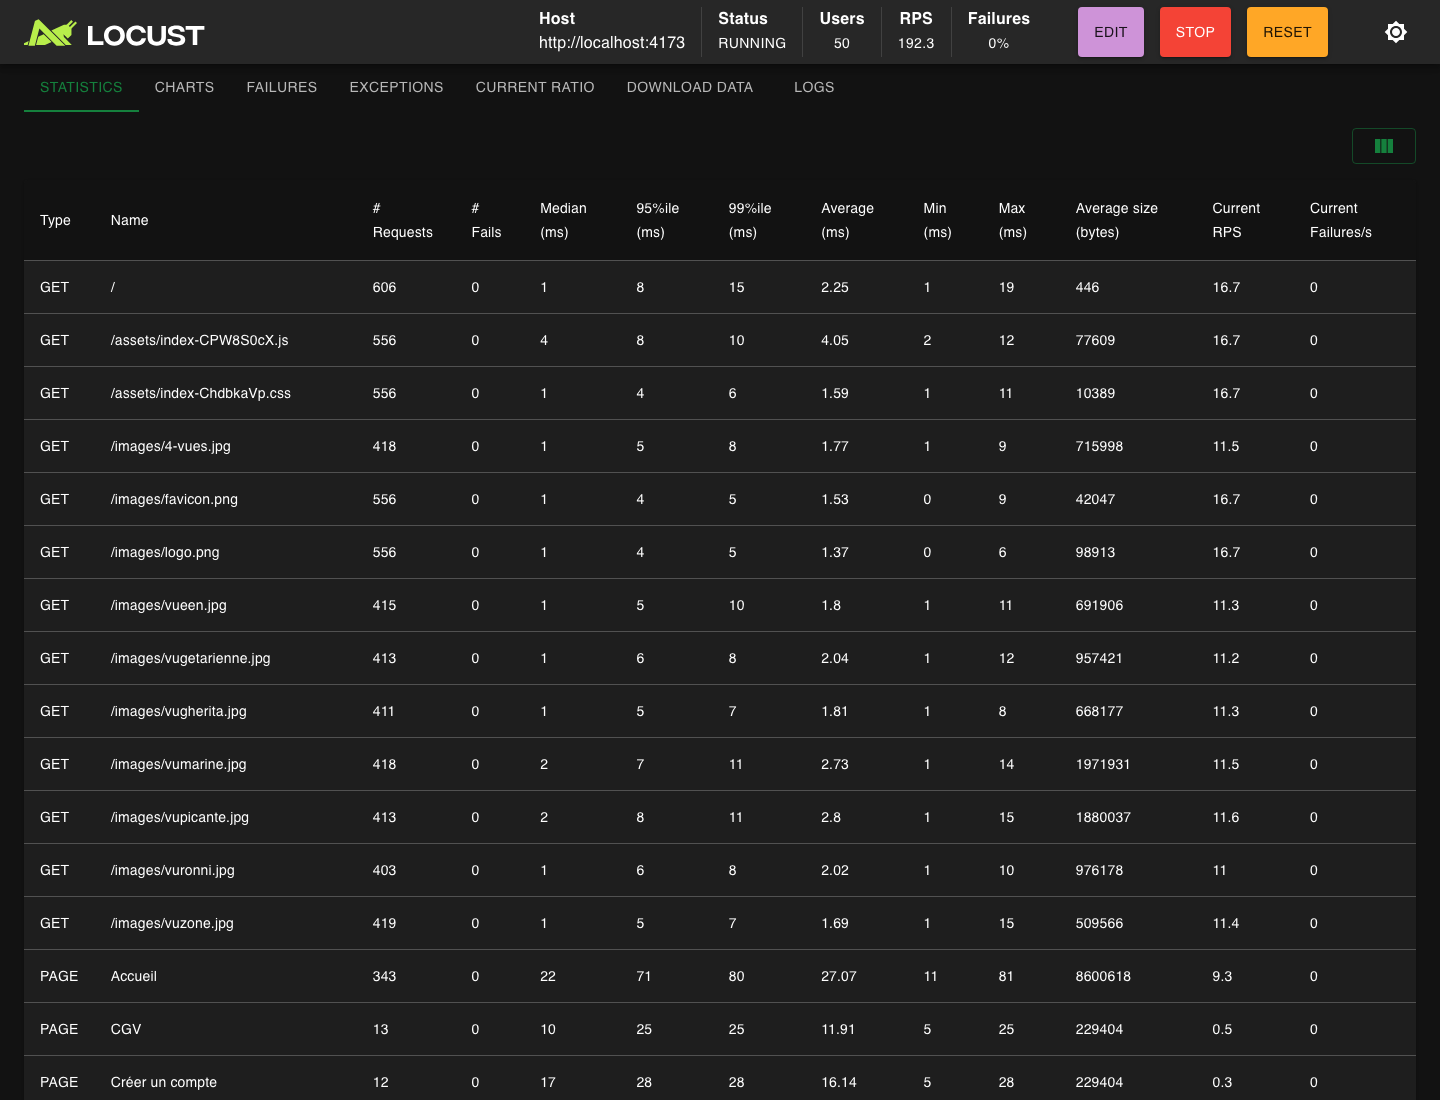 LOCUST
Host
http://localhost:4173
Status
RUNNING
Users
50
RPS
192.3
Failures
0%
EDIT
STOP
RESET
STATISTICS CHARTS FAILURES EXCEPTIONS CURRENT RATIO DOWNLOAD DATA LOGS
Type Name # Requests # Fails Median (ms) 95%ile (ms) 99%ile (ms) Average (ms) Min (ms) Max (ms) Average size (bytes) Current RPS Current Failures/s
GET / 606 0 1 8 15 2.25 1 19 446 16.7 0
GET /assets/index-CPW8S0cX.js 556 0 4 8 10 4.05 2 12 77609 16.7 0
GET /assets/index-ChdbkaVp.css 556 0 1 4 6 1.59 1 11 10389 16.7 0
GET /images/4-vues.jpg 418 0 1 5 8 1.77 1 9 715998 11.5 0
GET /images/favicon.png 556 0 1 4 5 1.53 0 9 42047 16.7 0
GET /images/logo.png 556 0 1 4 5 1.37 0 6 98913 16.7 0
GET /images/vueen.jpg 415 0 1 5 10 1.8 1 11 691906 11.3 0
GET /images/vugetarienne.jpg 413 0 1 6 8 2.04 1 12 957421 11.2 0
GET /images/vugherita.jpg 411 0 1 5 7 1.81 1 8 668177 11.3 0
GET /images/vumarine.jpg 418 0 2 7 11 2.73 1 14 1971931 11.5 0
GET /images/vupicante.jpg 413 0 2 8 11 2.8 1 15 1880037 11.6 0
GET /images/vuronni.jpg 403 0 1 6 8 2.02 1 10 976178 11 0
GET /images/vuzone.jpg 419 0 1 5 7 1.69 1 15 509566 11.4 0
PAGE Accueil 343 0 22 71 80 27.07 11 81 8600618 9.3 0
PAGE CGV 13 0 10 25 25 11.91 5 25 229404 0.5 0
PAGE Créer un compte 12 0 17 28 28 16.14 5 28 229404 0.3 0